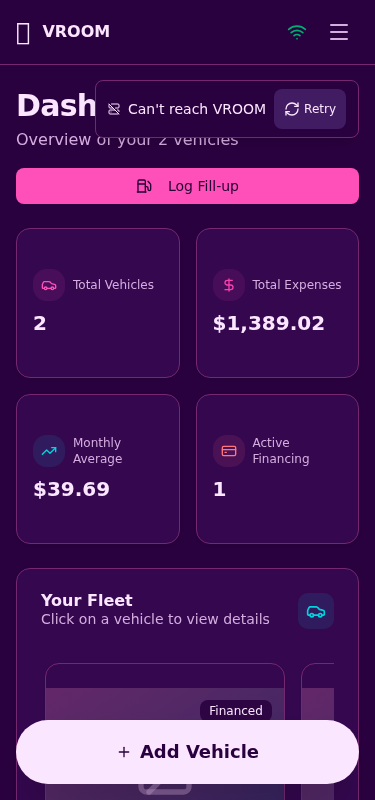 VROOM
Dash
Can't reach VROOM
Retry
Overview of your 2 vehicles
Log Fill-up
Total Vehicles
2
Total Expenses
$1,389.02
Monthly
Average
$39.69
Active
Financing
1
Your Fleet
Click on a vehicle to view details
Financed
+ Add Vehicle